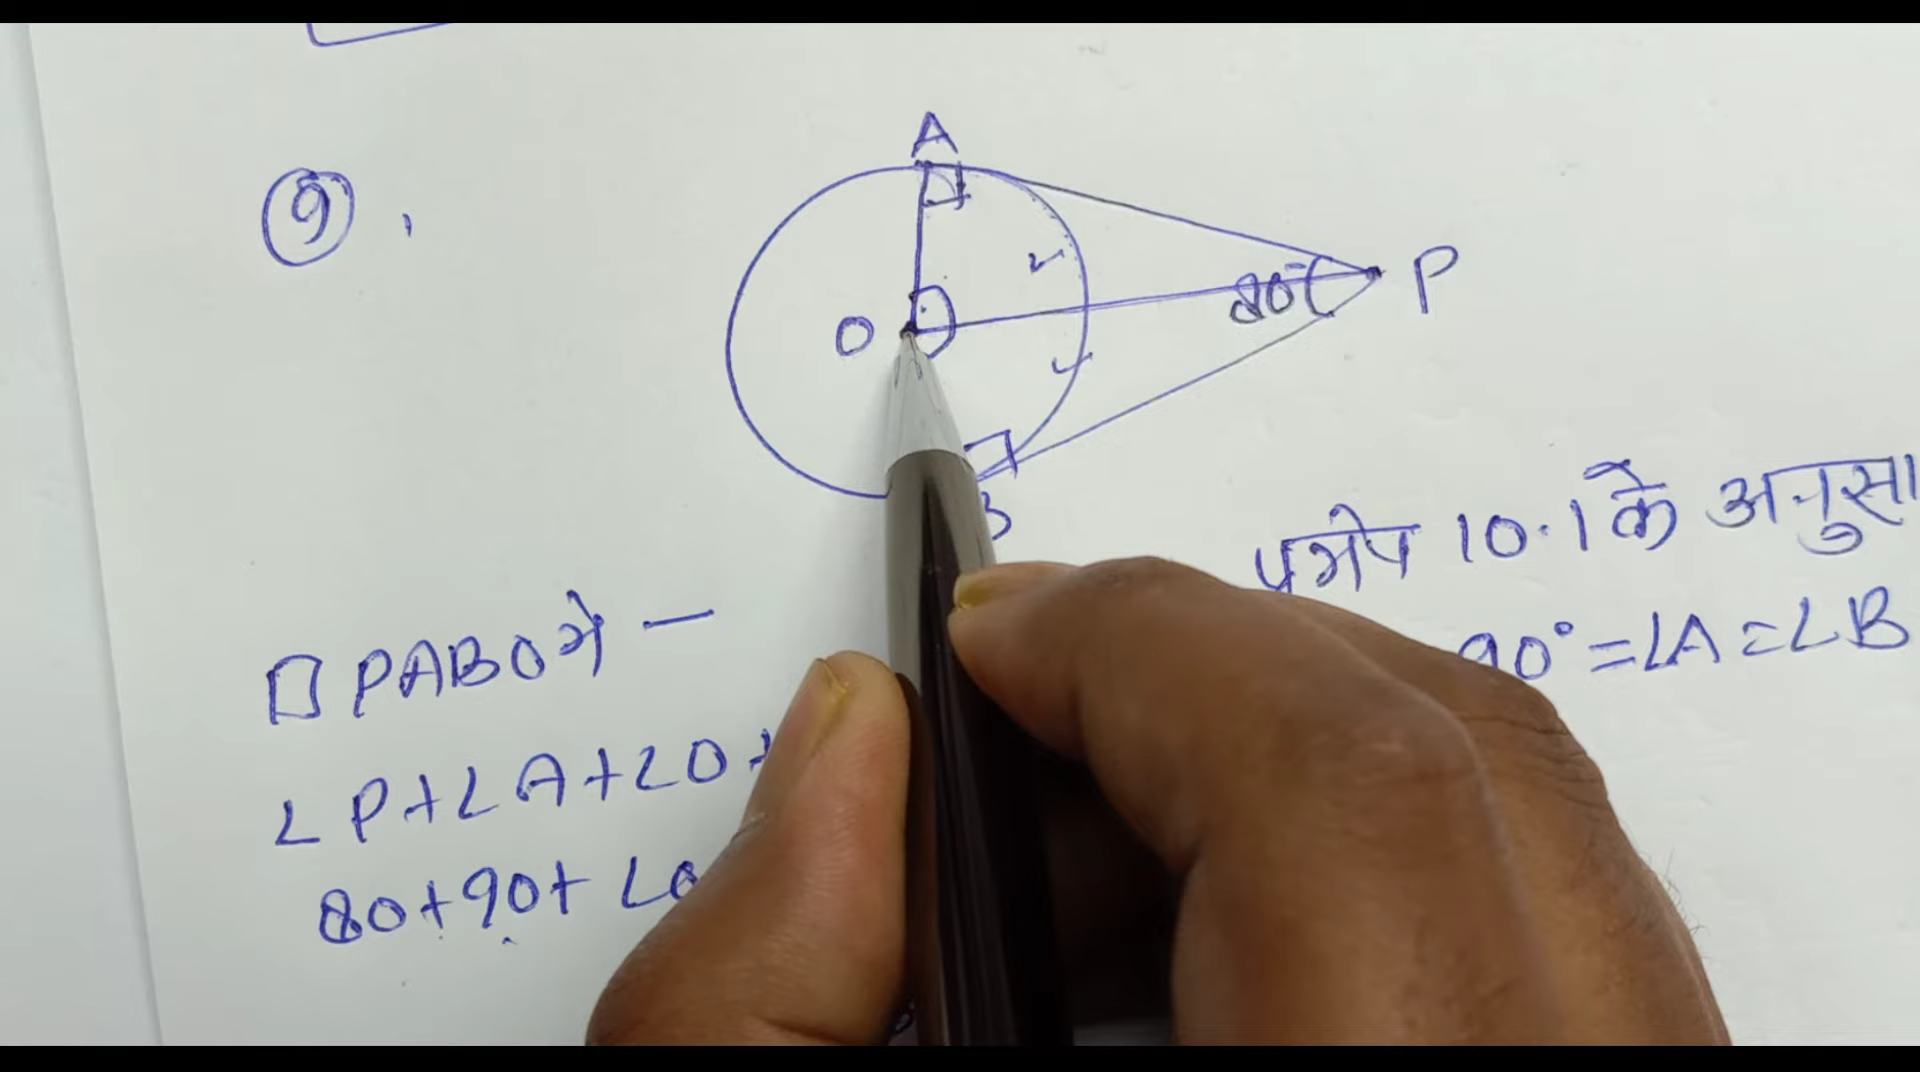 9.
A
O
80°
P
B
प्रमेय 10.1 के अनुसा
90° = ∠A = ∠B
□ PABO में —
∠P + ∠A + ∠O +
80 + 90 + ∠O